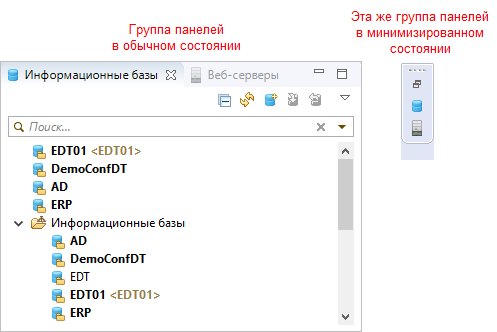 Группа панелей
в обычном состоянии
Эта же группа панелей
в минимизированном
состоянии
Информационные базы
Веб-серверы
Поиск...
EDT01 <EDT01>
DemoConfDT
AD
ERP
Информационные базы
AD
DemoConfDT
EDT
EDT01 <EDT01>
ERP